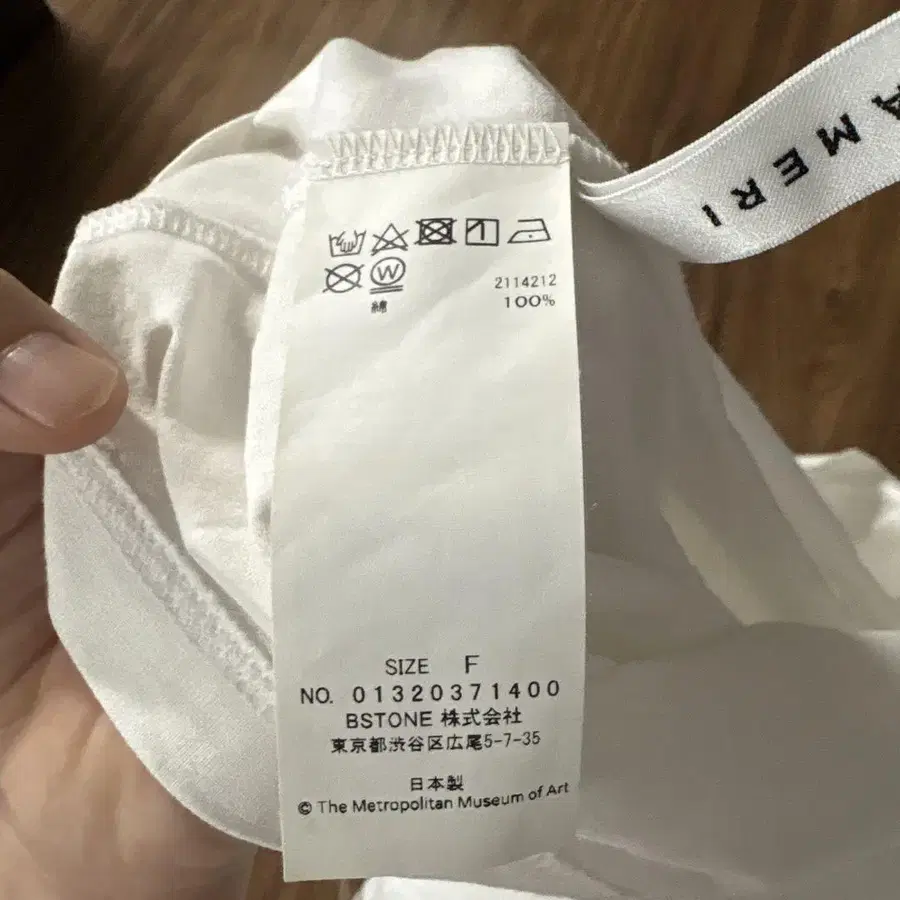 AMERI
W
2114212
綿 100%
SIZE F
NO. 01320371400
BSTONE 株式会社
東京都渋谷区広尾5-7-35
日本製
© The Metropolitan Museum of Art